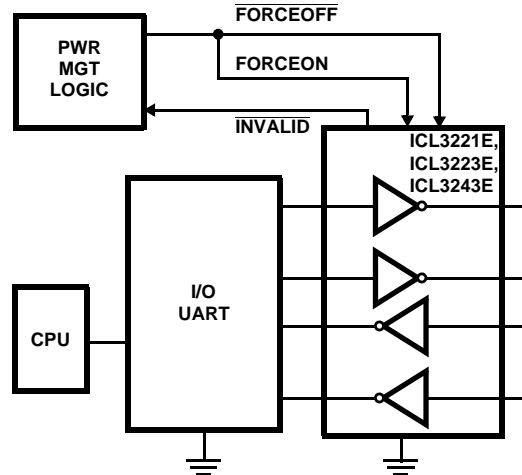 FORCEOFF
PWR
MGT
LOGIC
FORCEON
INVALID
ICL3221E,
ICL3223E,
ICL3243E
I/O
UART
CPU